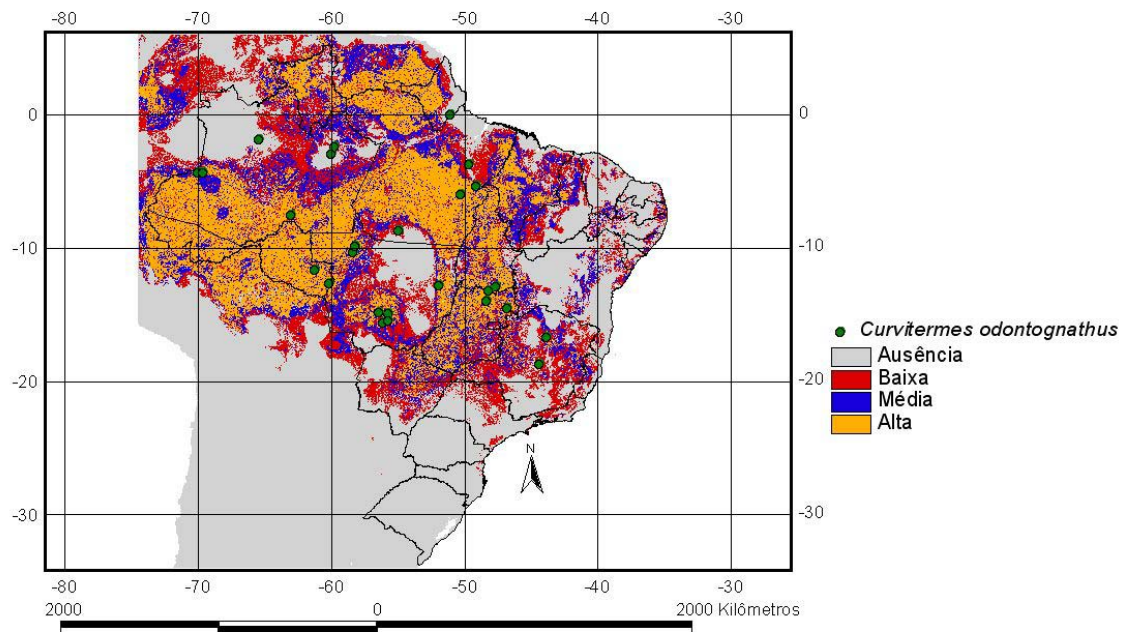 -80 -70 -60 -50 -40 -30
0 0
-10 -10
-20 -20
-30 -30
-80 -70 -60 -50 -40 -30
N
Curvitermes odontognathus
Ausência
Baixa
Média
Alta
2000 0 2000 Kilômetros